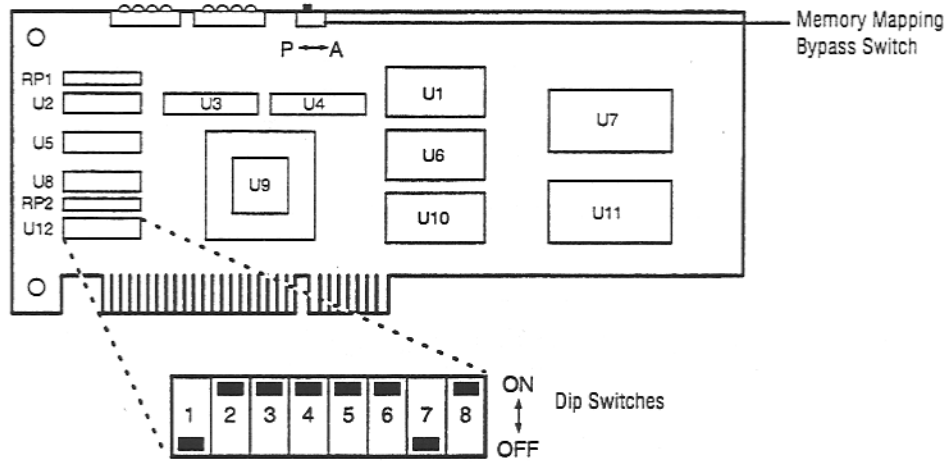 Memory Mapping
Bypass Switch
P A
RP1
U2
U3
U4
U1
U7
U5
U6
U8
U9
RP2
U10
U11
U12
1 2 3 4 5 6 7 8
ON
OFF
Dip Switches